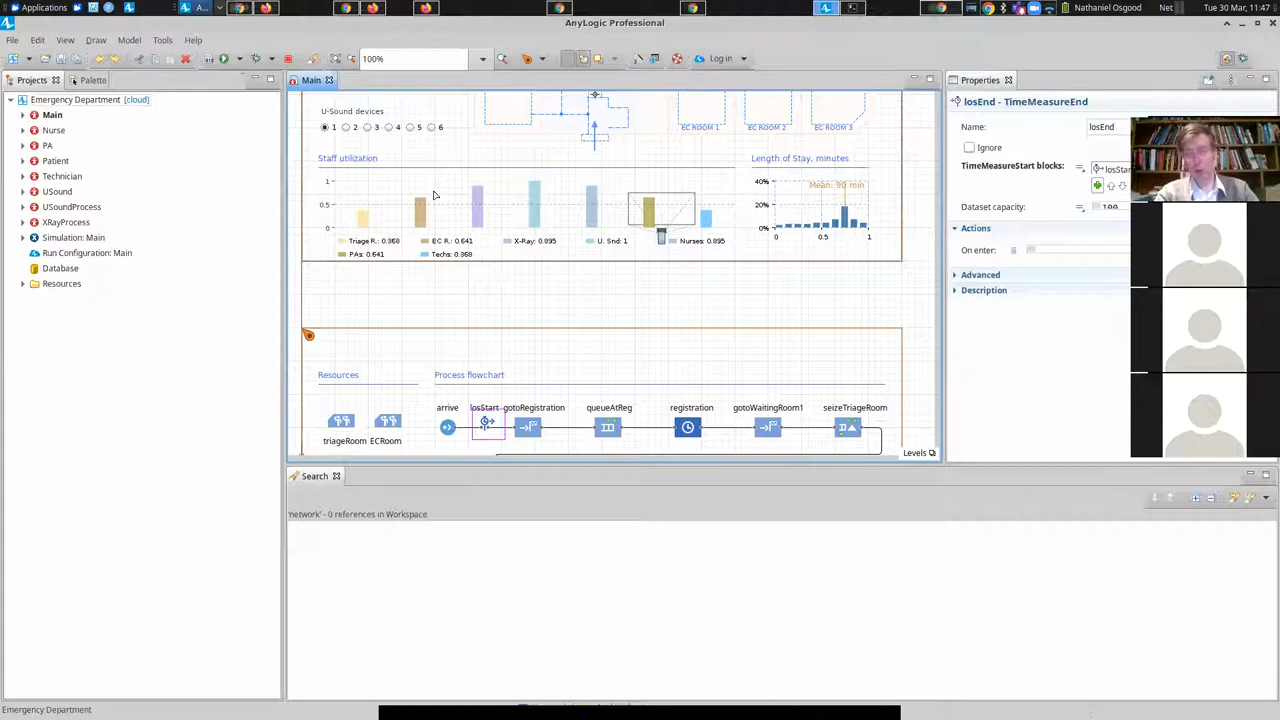 Applications A... Nathaniel Osgood Net Tue 30 Mar, 11:47
AnyLogic Professional
File Edit View Draw Model Tools Help
100% Log in
Projects Palette
Emergency Department [cloud]
Main
Nurse
PA
Patient
Technician
USound
USoundProcess
XRayProcess
Simulation: Main
Run Configuration: Main
Database
Resources
Main
U-Sound devices
1 2 3 4 5 6
EC ROOM 1 EC ROOM 2 EC ROOM 3
Staff utilization
1
0.5
0
Triage R.: 0.368 EC R.: 0.641 X-Ray: 0.895 U. Snd: 1 Nurses: 0.895
PAs: 0.641 Techs: 0.368
Length of Stay, minutes
Mean: 90 min
40%
20%
0%
0 0.5 1
Resources
triageRoom ECRoom
Process flowchart
arrive losStart gotoRegistration queueAtReg registration gotoWaitingRoom1 seizeTriageRoom
Levels
Search
'network' - 0 references in Workspace
Properties
losEnd - TimeMeasureEnd
Name: losEnd
Ignore
TimeMeasureStart blocks: losStar
Dataset capacity: 100
Actions
On enter:
Advanced
Description
Emergency Department